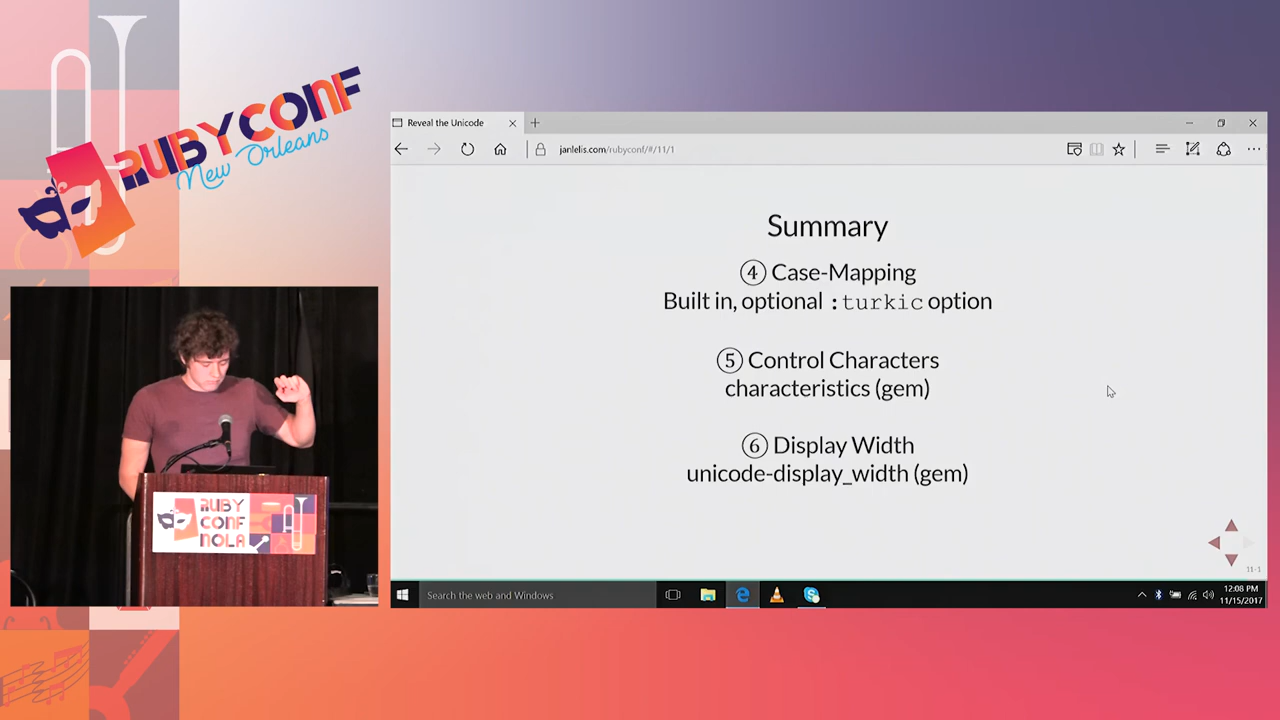 RUBYCONF
New Orleans
Reveal the Unicode
janlelis.com/rubyconf/#/11/1
Summary
④ Case-Mapping
Built in, optional :turkic option
⑤ Control Characters
characteristics (gem)
⑥ Display Width
unicode-display_width (gem)
11-1
Search the web and Windows
12:08 PM
11/15/2017
RUBY
CONF
NOLA